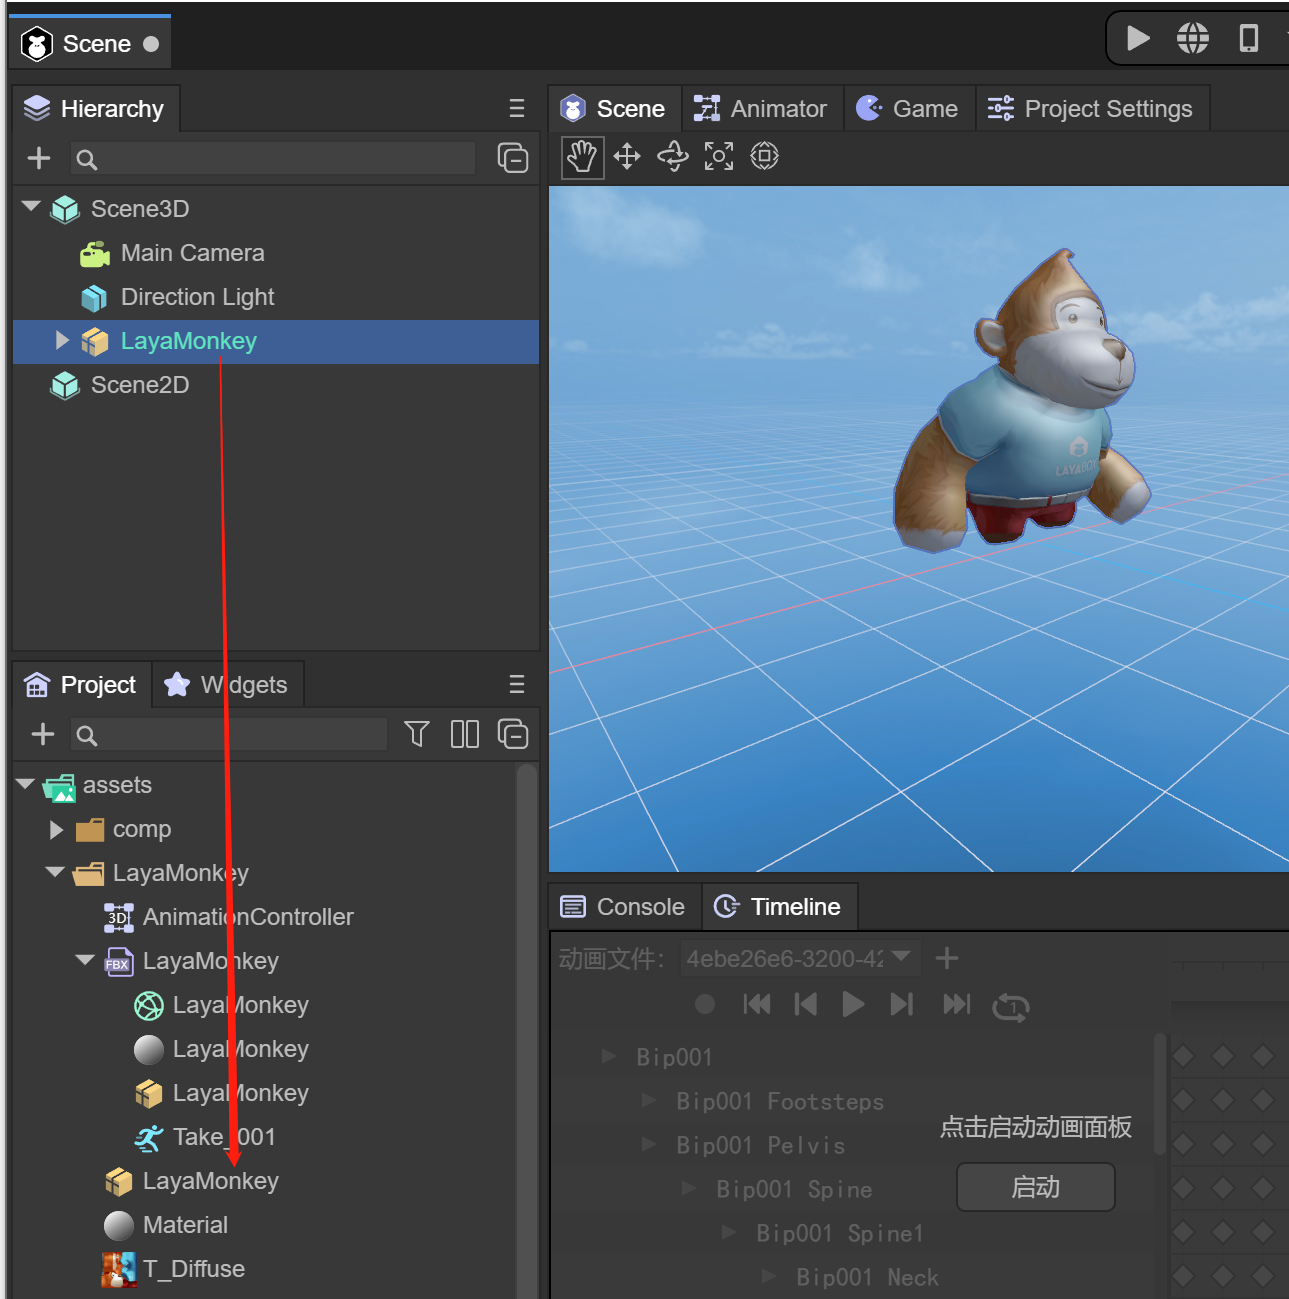 Scene
Hierarchy
Scene
Animator
Game
Project Settings
Scene3D
Main Camera
Direction Light
LayaMonkey
Scene2D
LAYABOX
Project
Widgets
assets
comp
LayaMonkey
3D AnimationController
FBX LayaMonkey
LayaMonkey
LayaMonkey
LayaMonkey
Take_001
LayaMonkey
Material
T_Diffuse
Console
Timeline
动画文件: 4ebe26e6-3200-42
1
Bip001
Bip001 Footsteps
点击启动动画面板
Bip001 Pelvis
Bip001 Spine
启动
Bip001 Spine1
Bip001 Neck